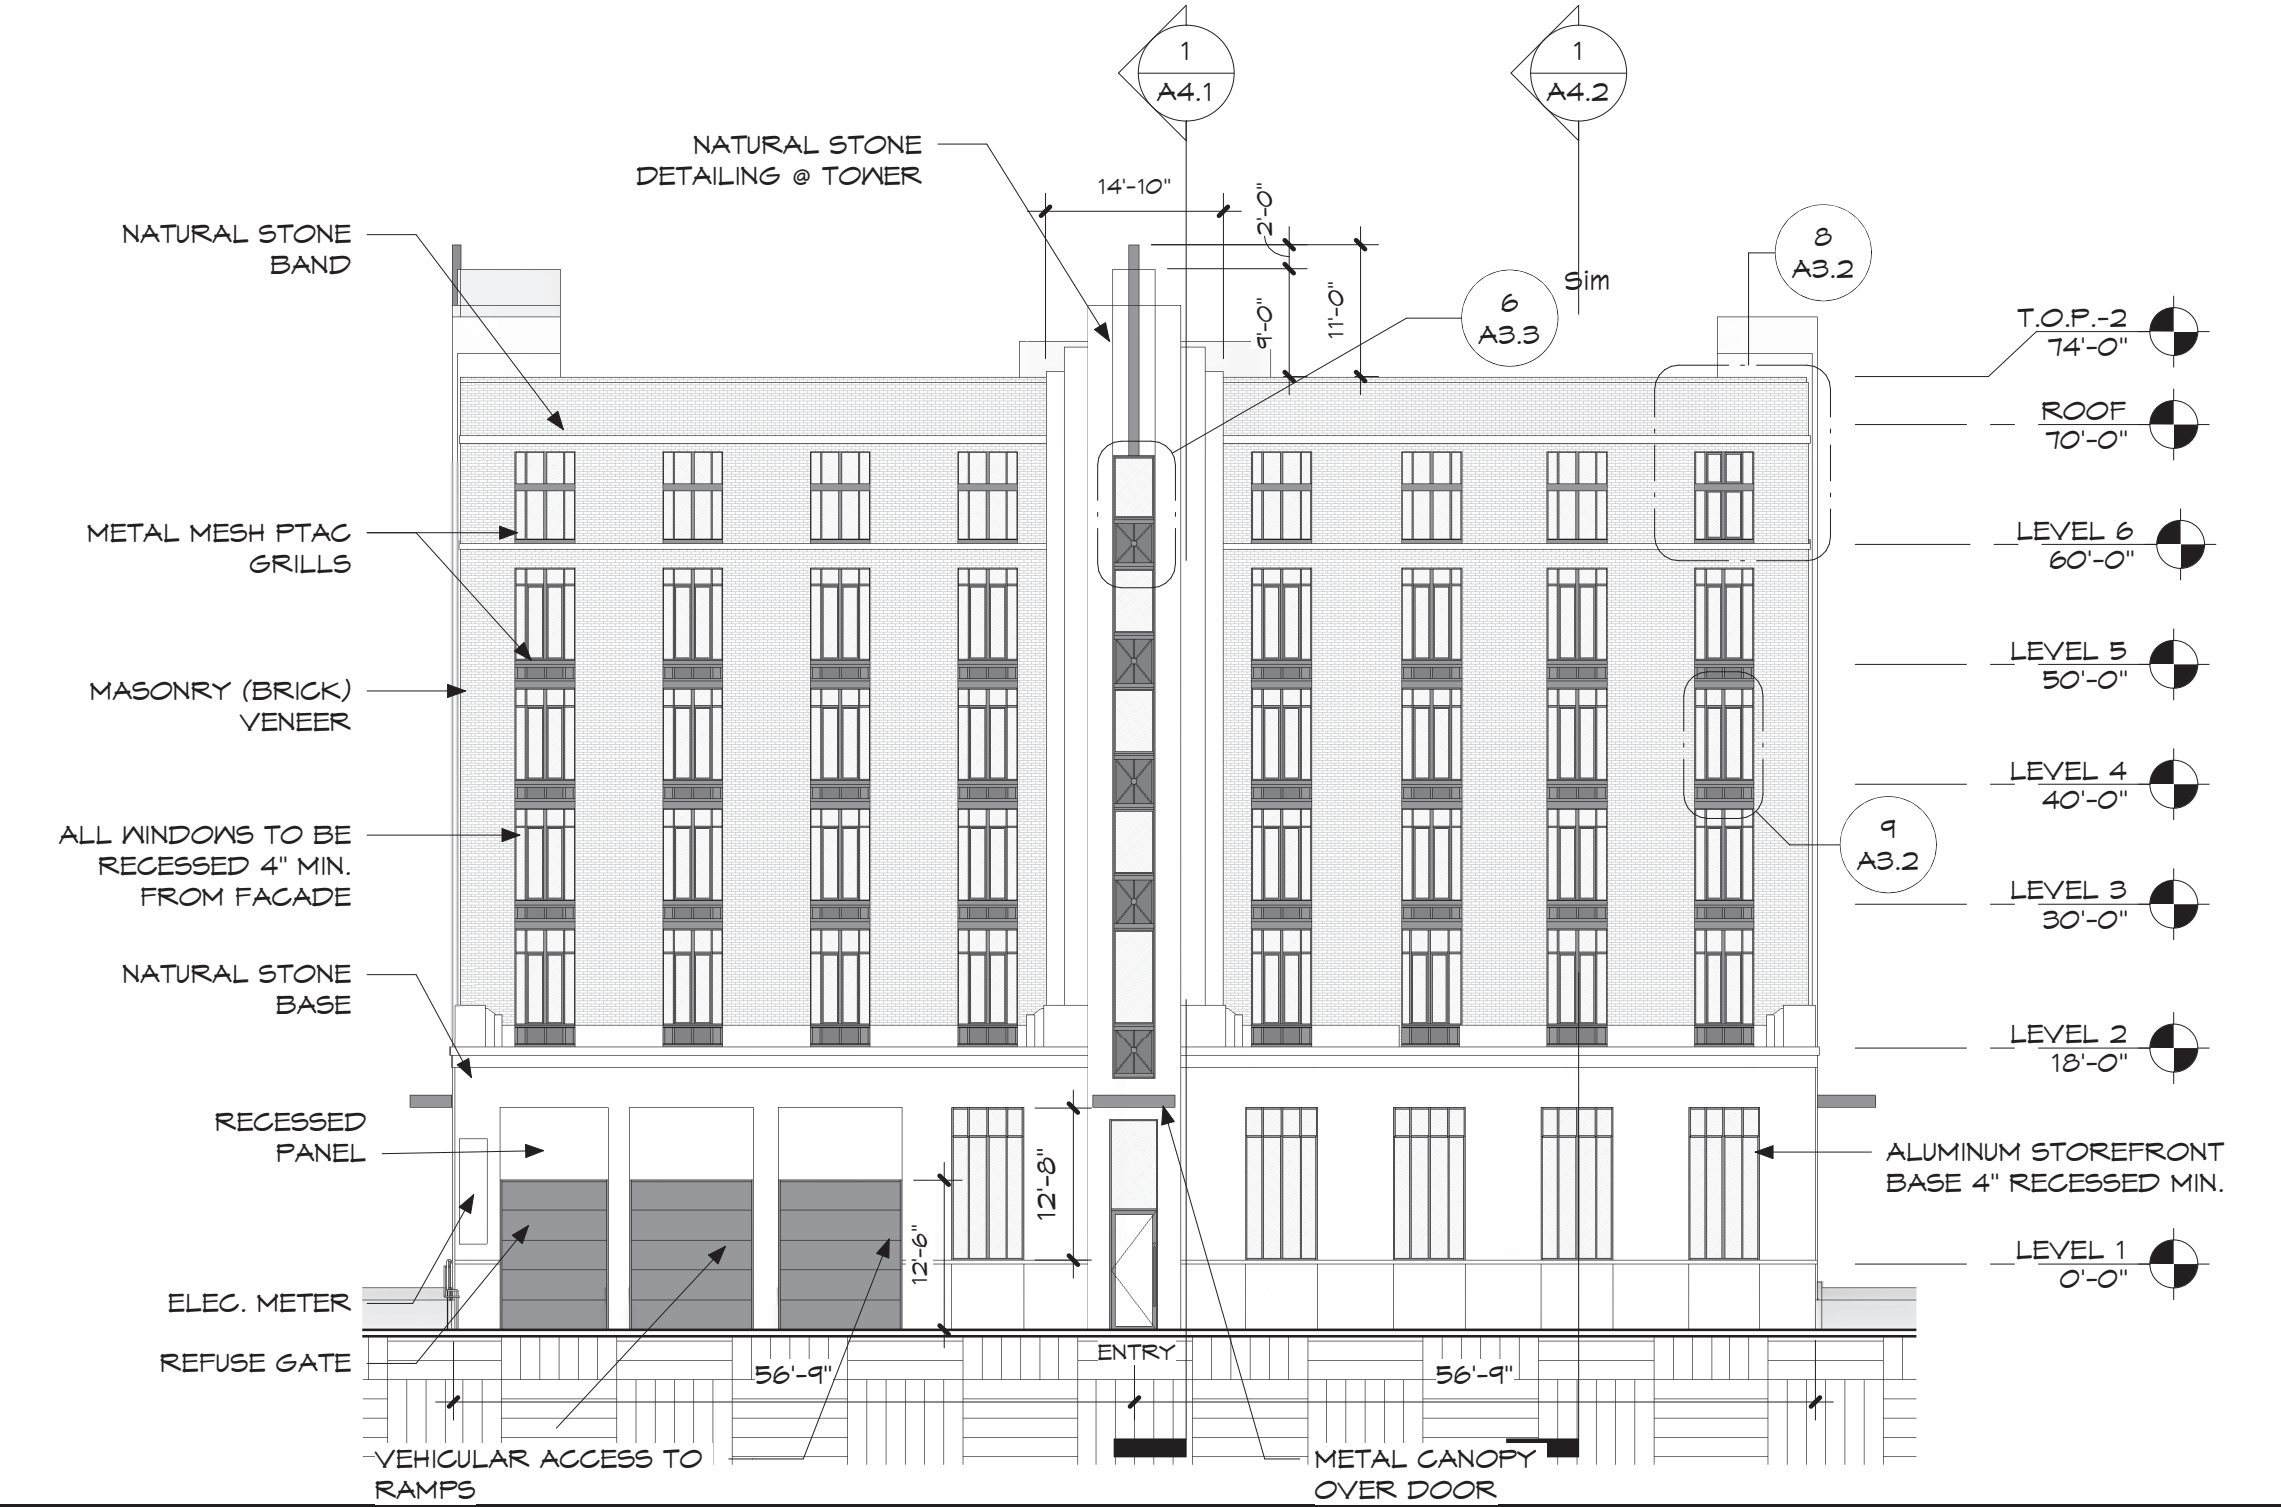 1
A4.1
1
A4.2
NATURAL STONE
DETAILING @ TOWER
14'-10"
2'-0"
NATURAL STONE
BAND
8
A3.2
Sim
6
A3.3
9'-0"
11'-0"
T.O.P.-2
74'-0"
ROOF
70'-0"
METAL MESH PTAC
GRILLS
LEVEL 6
60'-0"
LEVEL 5
50'-0"
MASONRY (BRICK)
VENEER
LEVEL 4
40'-0"
ALL WINDOWS TO BE
RECESSED 4" MIN.
FROM FACADE
9
A3.2
LEVEL 3
30'-0"
NATURAL STONE
BASE
LEVEL 2
18'-0"
RECESSED
PANEL
12'-8"
ALUMINUM STOREFRONT
BASE 4" RECESSED MIN.
12'-6"
LEVEL 1
0'-0"
ELEC. METER
REFUSE GATE
ENTRY
56'-9"
56'-9"
VEHICULAR ACCESS TO
RAMPS
METAL CANOPY
OVER DOOR